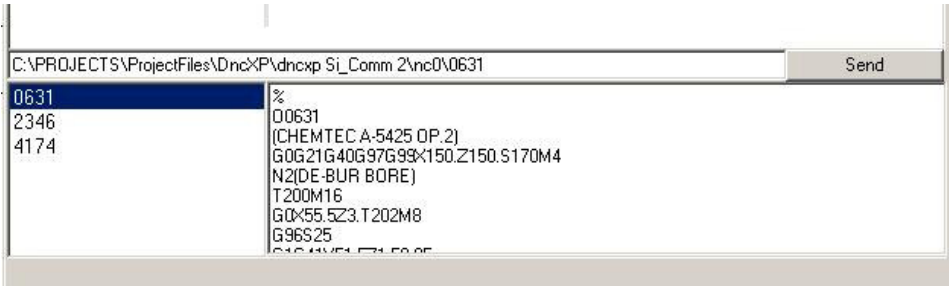 C:\PROJECTS\ProjectFiles\DncXP\dncxp Si_Comm 2\nc0\0631
Send
0631
2346
4174
%
O0631
(CHEMTEC A-5425 OP.2)
G0G21G40G97G99X150.Z150.S170M4
N2(DE-BUR BORE)
T200M16
G0X55.5Z3.T202M8
G96S25